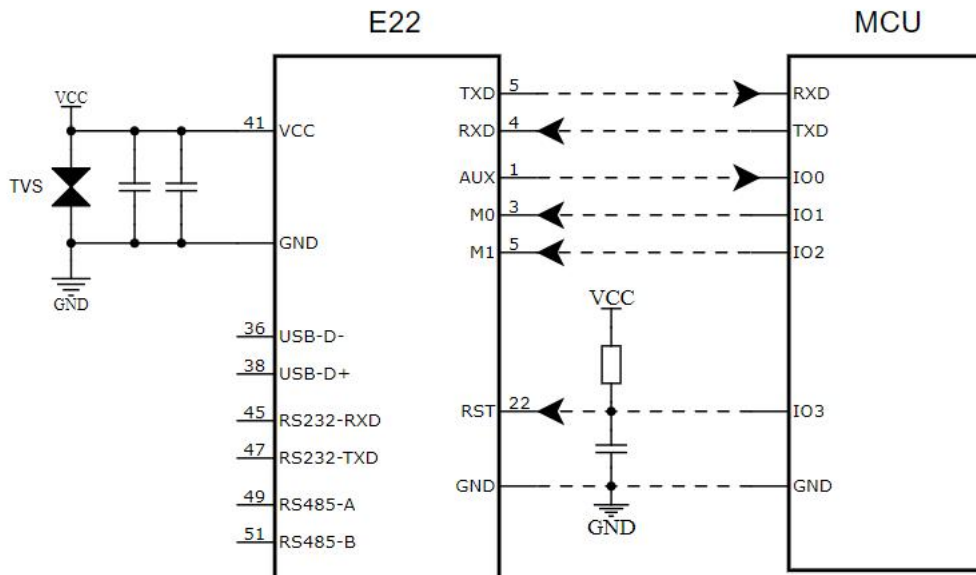 E22 MCU
TXD 5 RXD
VCC
41 VCC
RXD 4 TXD
TVS
AUX 1 IO0
M0 3 IO1
GND
M1 5 IO2
GND
VCC
36 USB-D-
38 USB-D+
45 RS232-RXD
RST 22 IO3
47 RS232-TXD
49 RS485-A
GND GND
GND
51 RS485-B